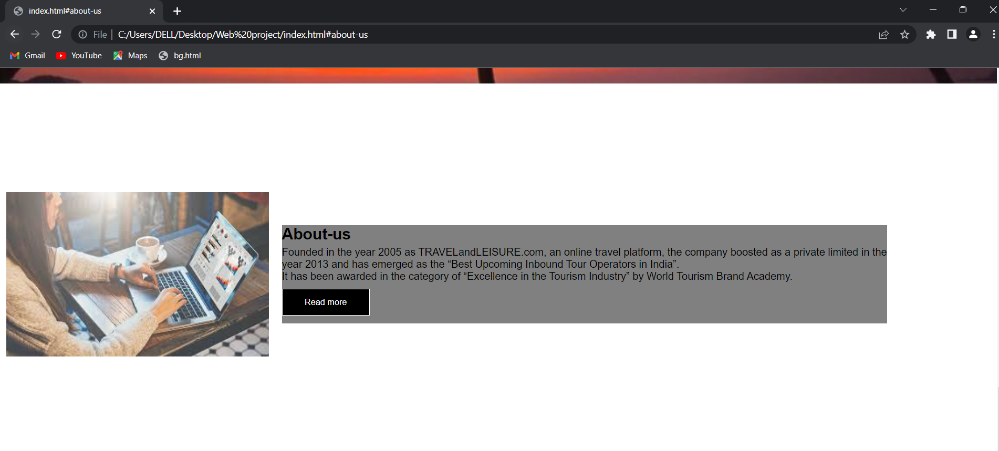 index.html#about-us
File
C:/Users/DELL/Desktop/Web%20project/index.html#about-us
Gmail
YouTube
Maps
bg.html
About-us
Founded in the year 2005 as TRAVELandLEISURE.com, an online travel platform, the company boosted as a private limited in the
year 2013 and has emerged as the “Best Upcoming Inbound Tour Operators in India”.
It has been awarded in the category of “Excellence in the Tourism Industry” by World Tourism Brand Academy.
Read more